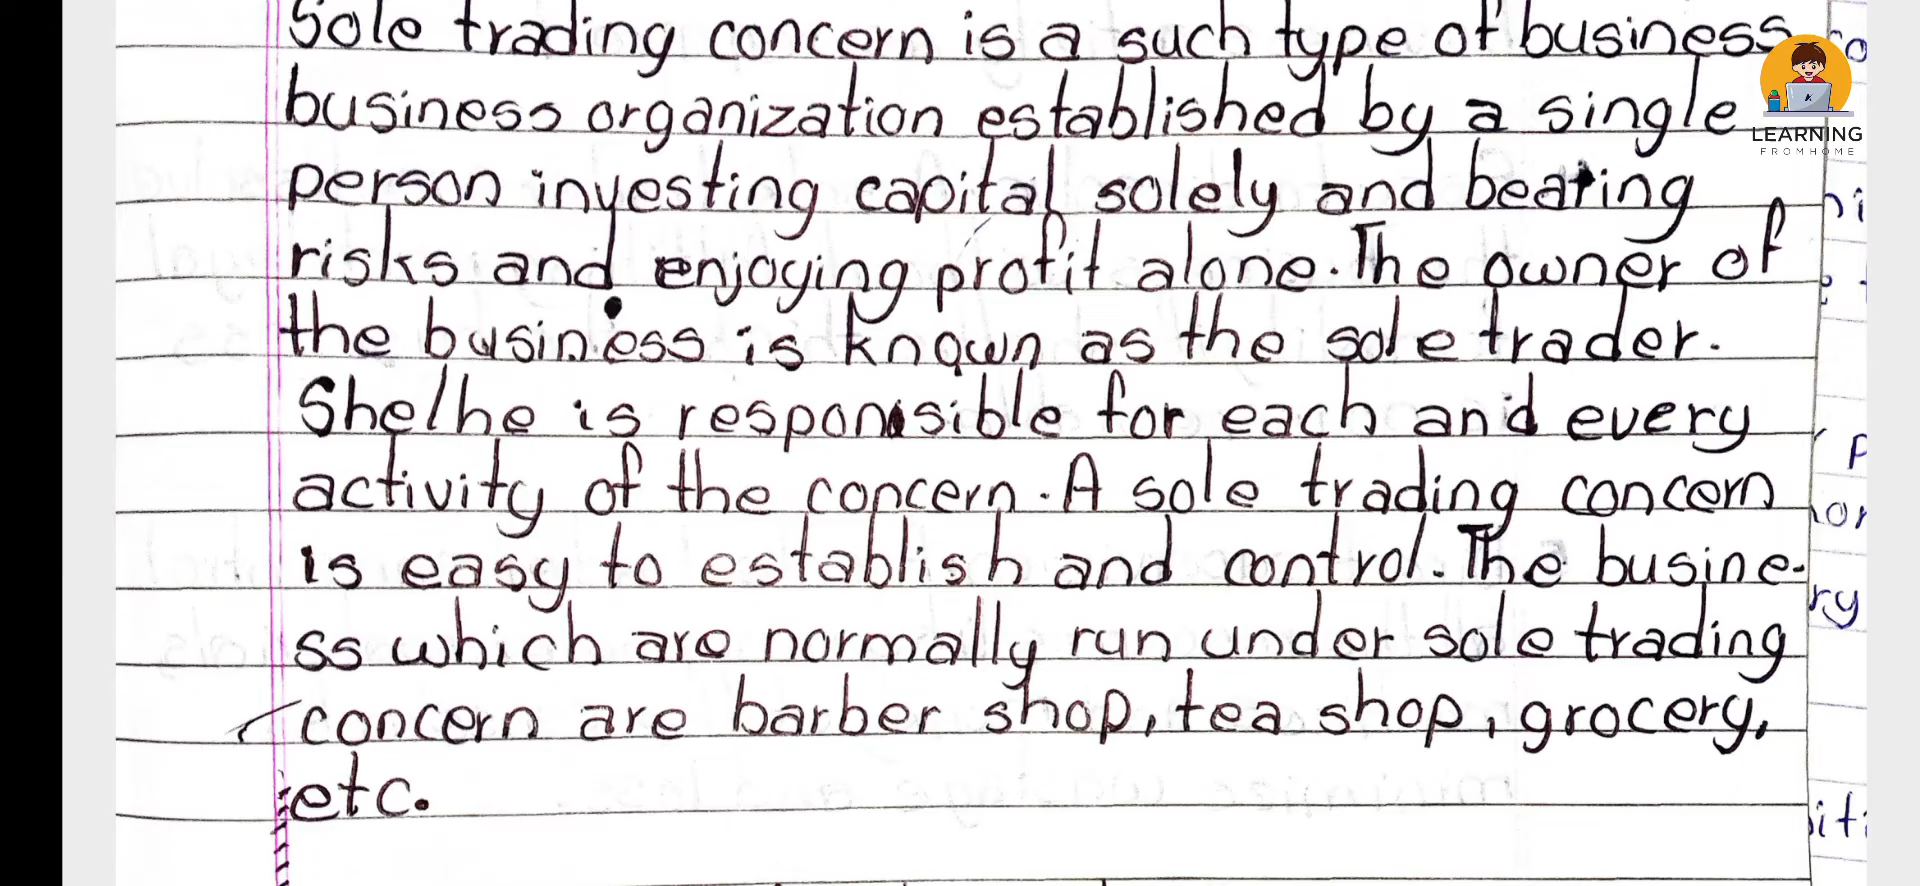 Sole trading concern is a such type of business
business organization established by a single
person investing capital solely and bearing
risks and enjoying profit alone. The owner of
the business is known as the sole trader.
She/he is responsible for each and every
activity of the concern. A sole trading concern
is easy to establish and control. The busine-
ss which are normally run under sole trading
concern are barber shop, tea shop, grocery,
etc.
LEARNING
FROMHOME